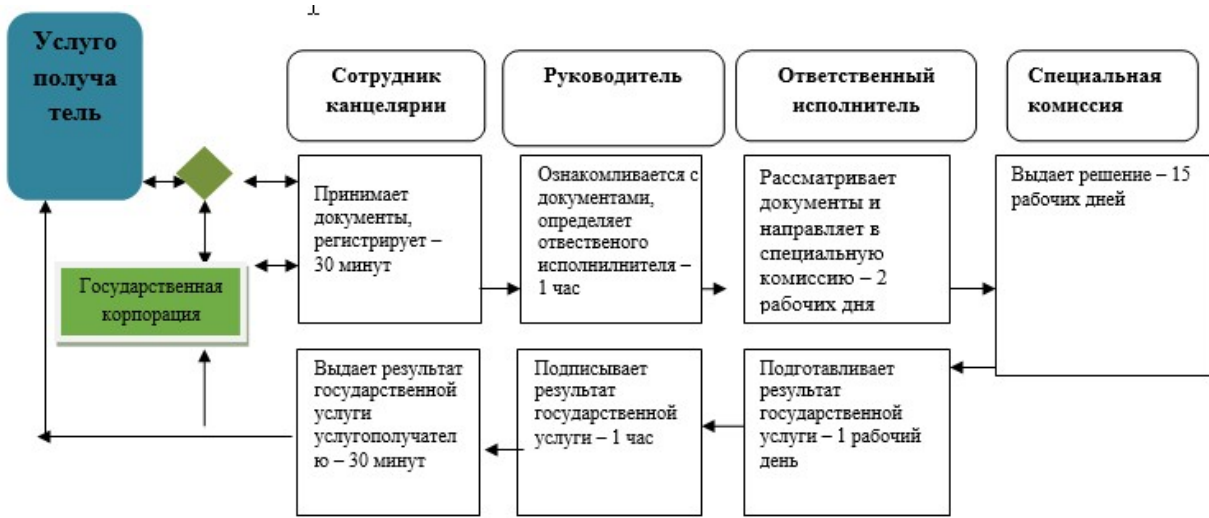 Услуго
получа
тель
Сотрудник
канцелярии
Руководитель
Ответственный
исполнитель
Специальная
комиссия
Принимает
документы,
регистрирует –
30 минут
Ознакомливается с
документами,
определяет
отвественого
исполнилнителя –
1 час
Рассматривает
документы и
направляет в
специальную
комиссию – 2
рабочих дня
Выдает решение – 15
рабочих дней
Государственная
корпорация
Выдает результат
государственной
услуги
услугополучател
ю – 30 минут
Подписывает
результат
государственной
услуги – 1 час
Подготавливает
результат
государственной
услуги – 1 рабочий
день